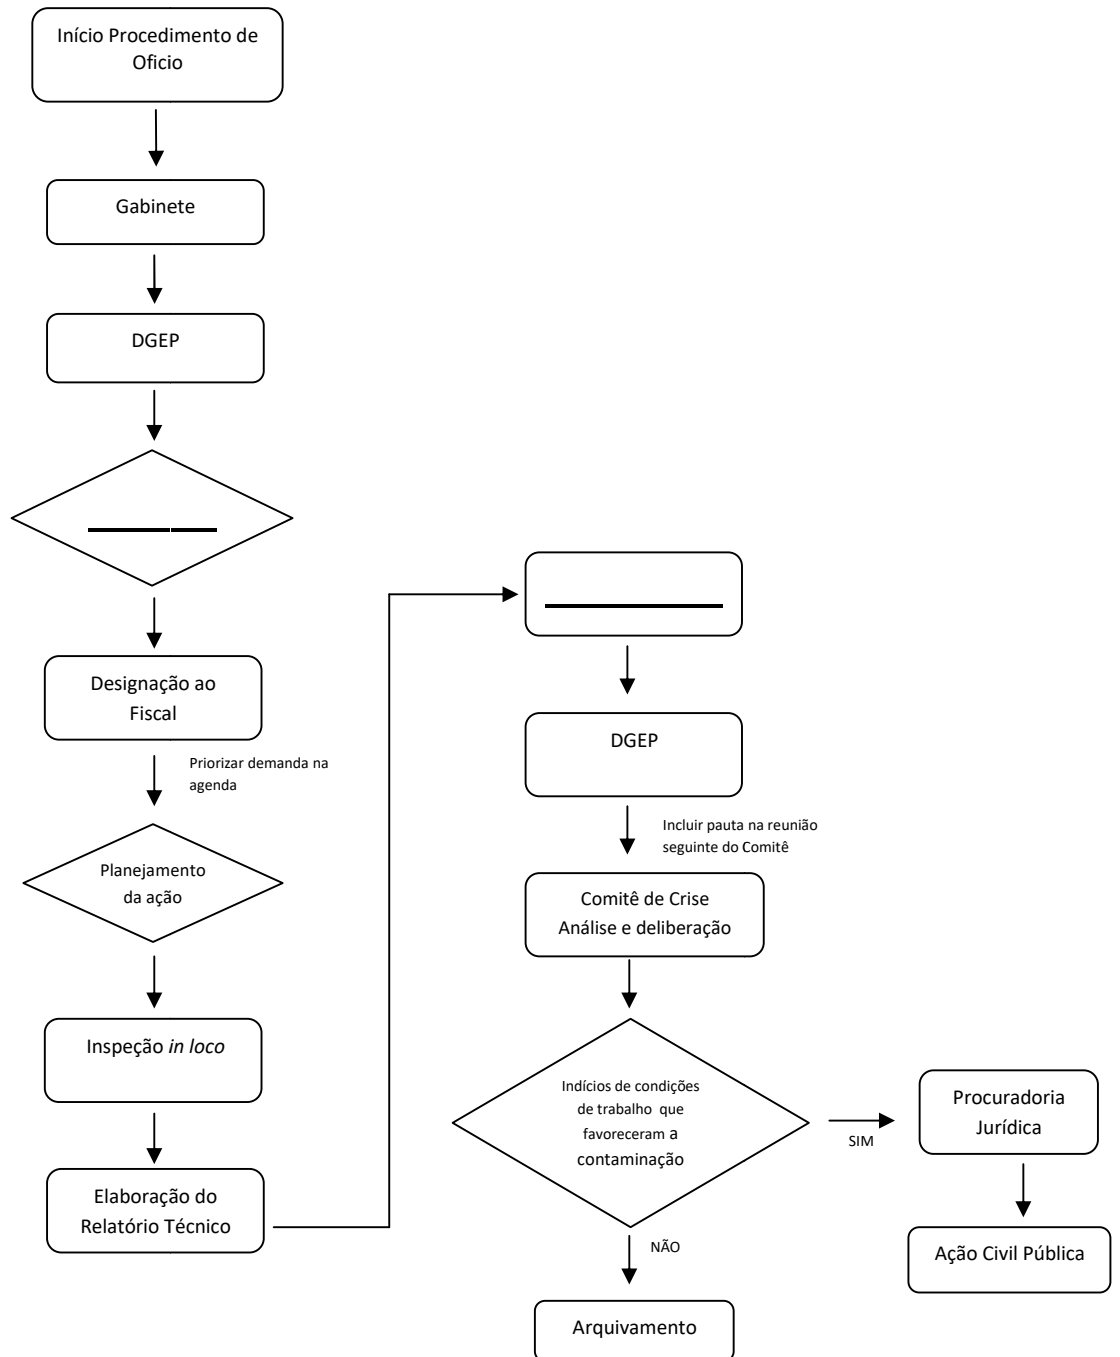 Início Procedimento de
Oficio
Gabinete
DGEP
Designação ao
Fiscal
Priorizar demanda na
agenda
Planejamento
da ação
Inspeção in loco
Elaboração do
Relatório Técnico
DGEP
Incluir pauta na reunião
seguinte do Comitê
Comitê de Crise
Análise e deliberação
Indícios de condições
de trabalho que
favoreceram a
contaminação
SIM
Procuradoria
Jurídica
Ação Civil Pública
NÃO
Arquivamento